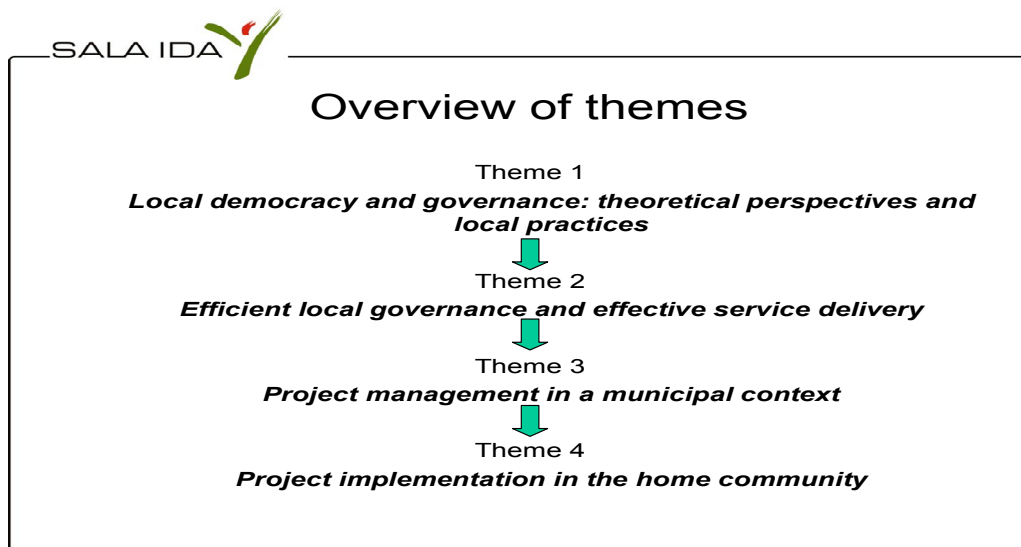 SALA IDA
Overview of themes
Theme 1
Local democracy and governance: theoretical perspectives and
local practices
Theme 2
Efficient local governance and effective service delivery
Theme 3
Project management in a municipal context
Theme 4
Project implementation in the home community